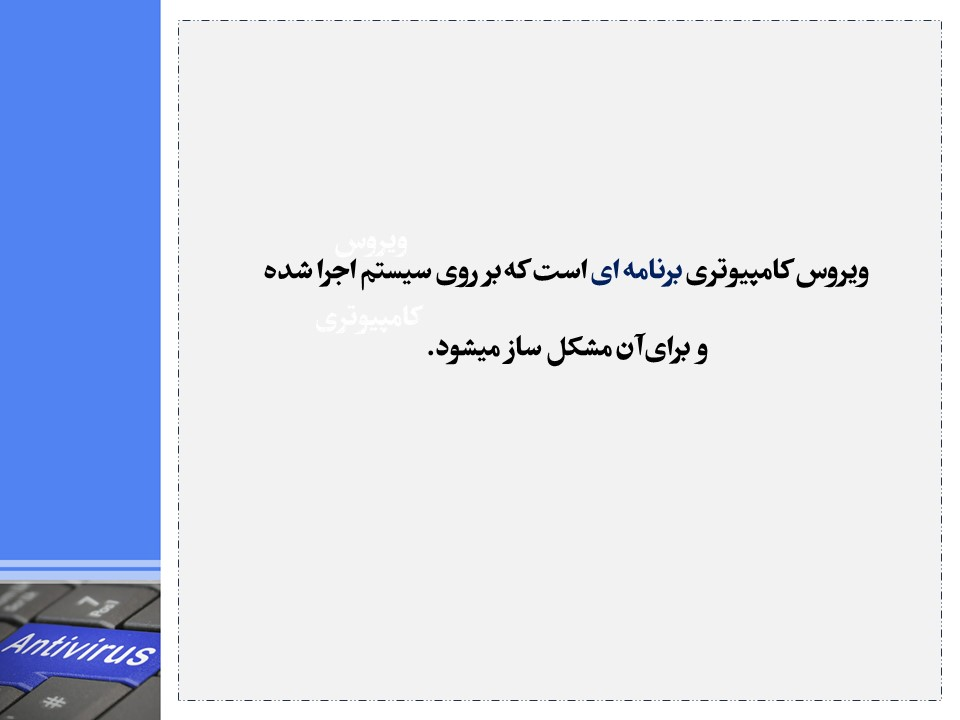 ویروس
ویروس کامپیوتری برنامه ای است که بر روی سیستم اجرا شده
کامپیوتری
و برای آن مشکل ساز میشود.
7
Antivirus
#